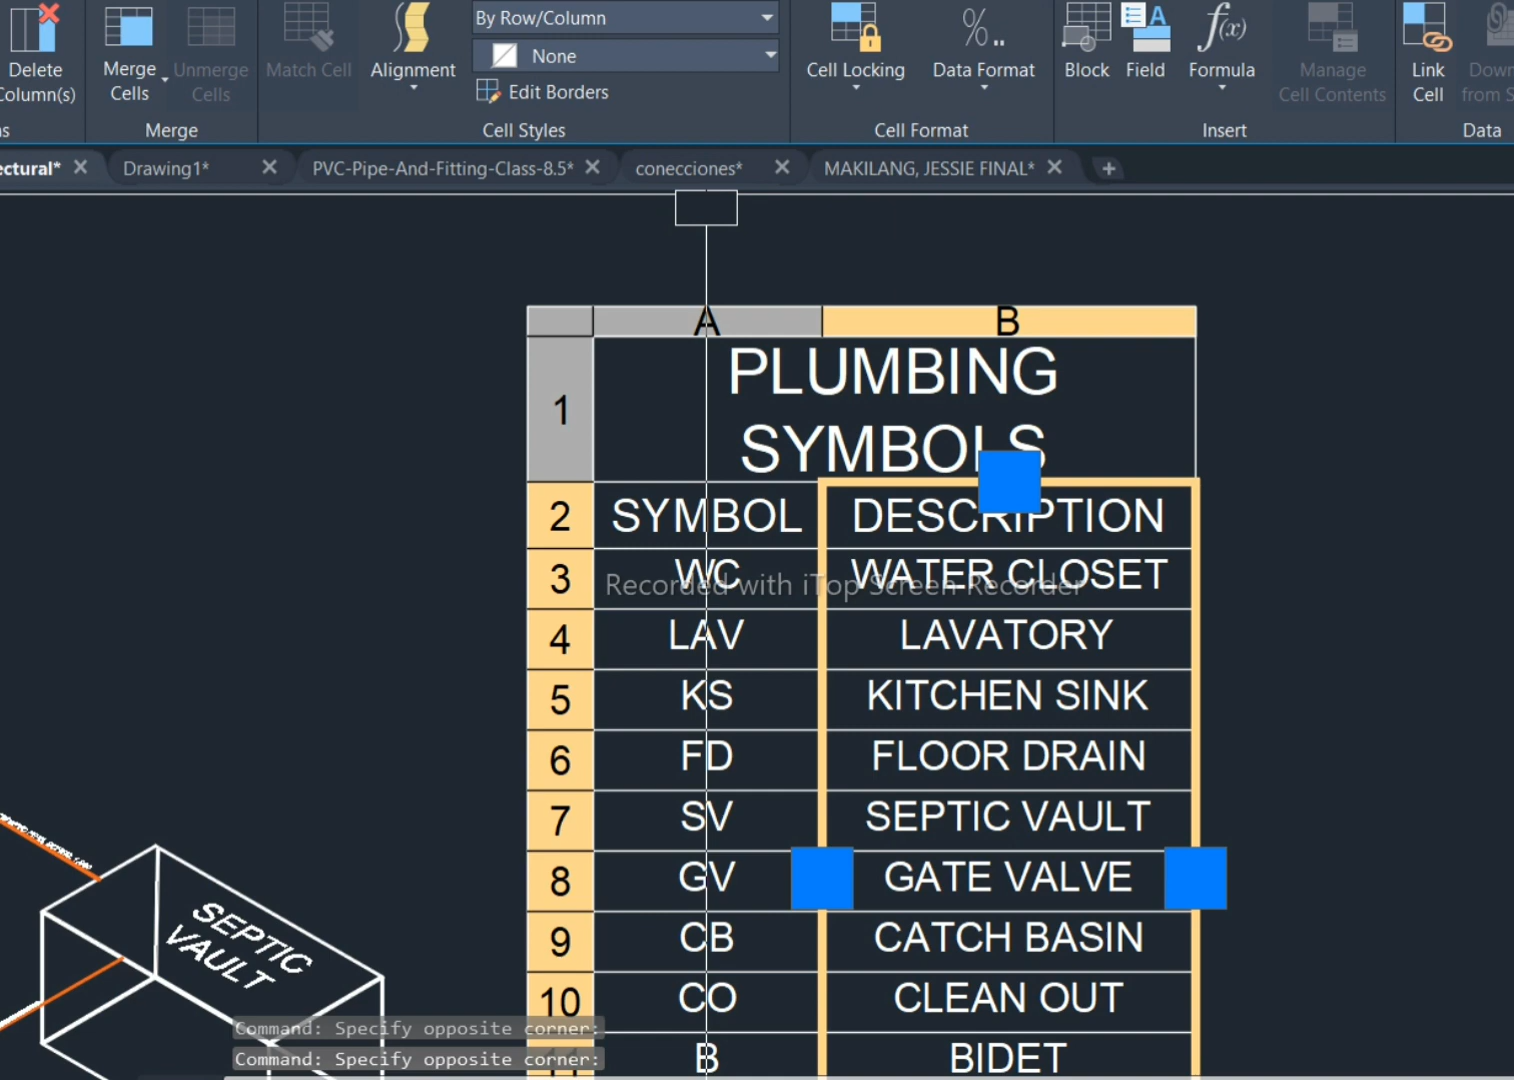 By Row/Column
None
Edit Borders
Delete
Column(s)
Merge
Cells
Unmerge
Cells
Match Cell
Alignment
Cell Locking
Data Format
Block
Field
Formula
Manage
Cell Contents
Link
Cell
Merge
Cell Styles
Cell Format
Insert
Data
ectural*
Drawing1*
PVC-Pipe-And-Fitting-Class-8.5*
conecciones*
MAKILANG, JESSIE FINAL*
A B
1 PLUMBING
SYMBOLS
2 SYMBOL DESCRIPTION
3 WC WATER CLOSET
Recorded with iTop Screen Recorder
4 LAV LAVATORY
5 KS KITCHEN SINK
6 FD FLOOR DRAIN
7 SV SEPTIC VAULT
8 GV GATE VALVE
9 CB CATCH BASIN
10 CO CLEAN OUT
11 B BIDET
SEPTIC
VAULT
Command: Specify opposite corner:
Command: Specify opposite corner: